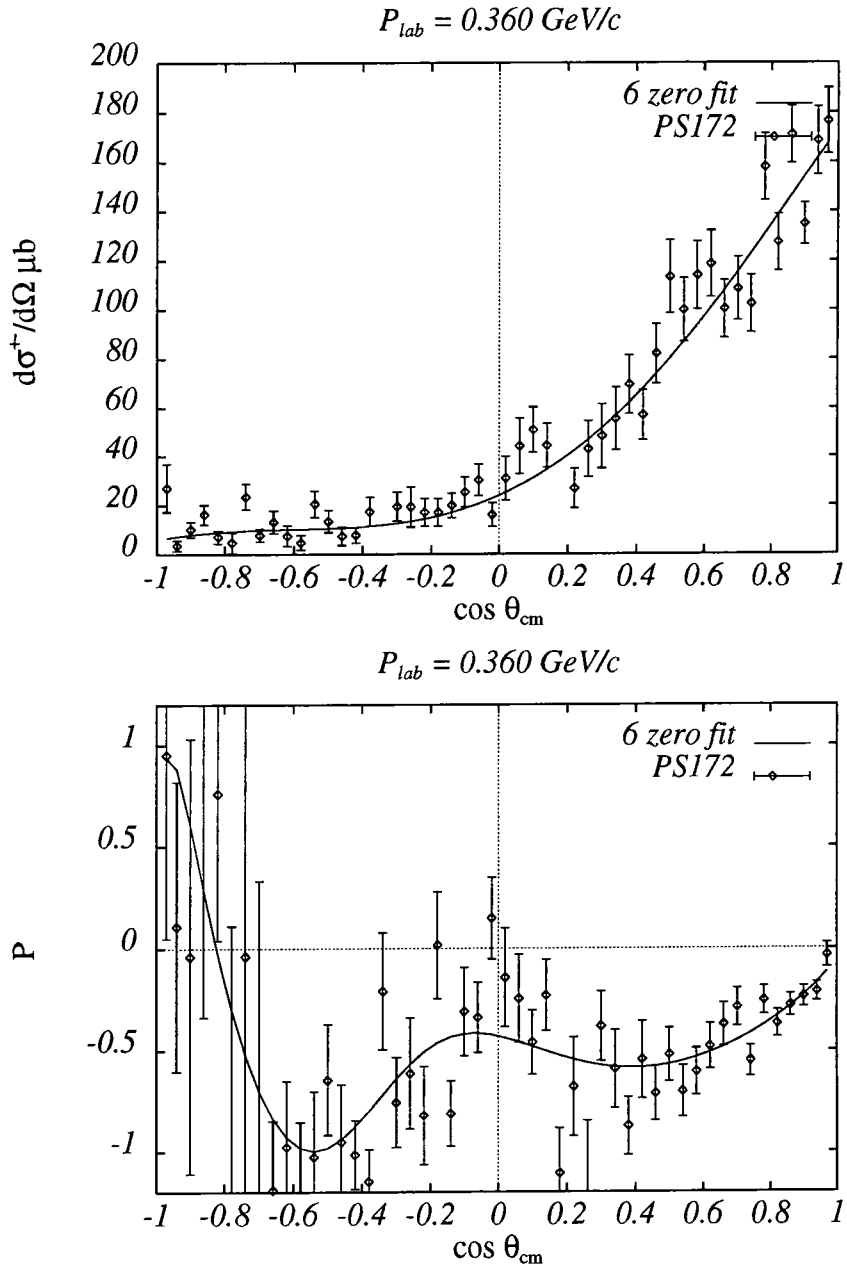 P_lab = 0.360 GeV/c
200
180
160
140
120
100
80
60
40
20
0
dσ⁺/dΩ μb
6 zero fit
PS172
-1 -0.8 -0.6 -0.4 -0.2 0 0.2 0.4 0.6 0.8 1
cos θ_cm
P_lab = 0.360 GeV/c
1
0.5
0
-0.5
-1
P
6 zero fit
PS172
-1 -0.8 -0.6 -0.4 -0.2 0 0.2 0.4 0.6 0.8 1
cos θ_cm